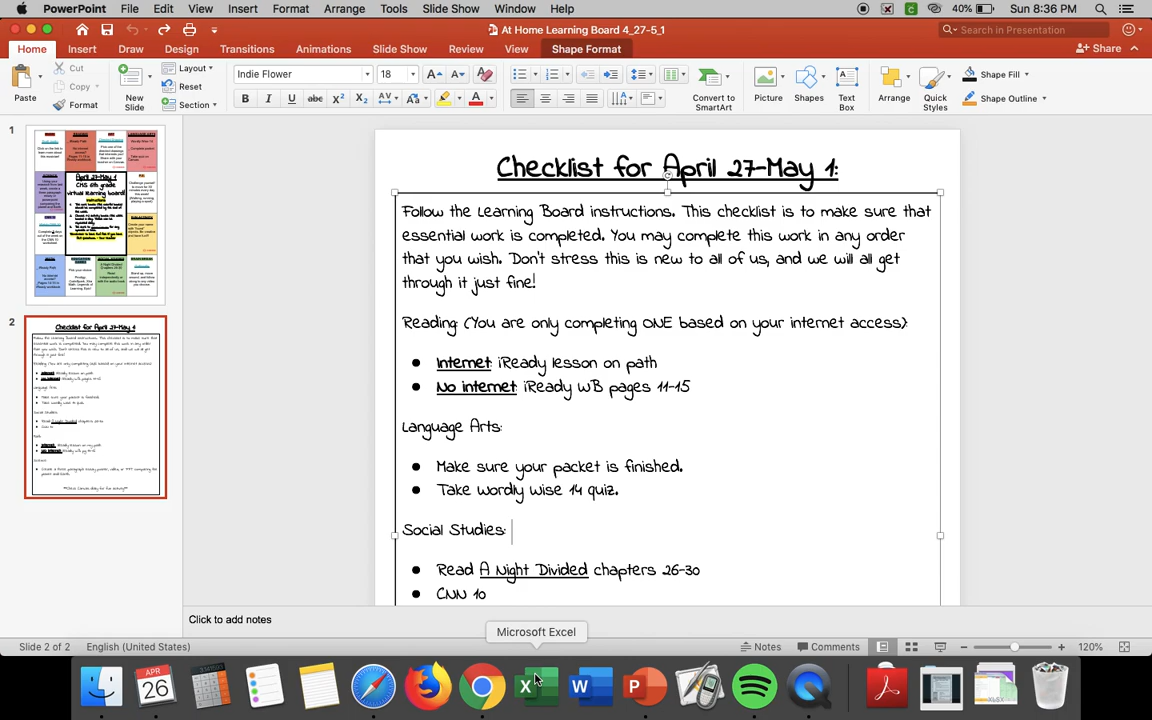 PowerPoint File Edit View Insert Format Arrange Tools Slide Show Window Help 40% Sun 8:36 PM
At Home Learning Board 4_27-5_1
Search in Presentation
Home Insert Draw Design Transitions Animations Slide Show Review View Shape Format
Share
Paste
Cut
Copy
Format
New Slide
Layout
Reset
Section
Indie Flower 18
Convert to SmartArt
Picture
Shapes
Text Box
Arrange
Quick Styles
Shape Fill
Shape Outline
1
2
Checklist for April 27-May 1:
Follow the Learning Board instructions. This checklist is to make sure that
essential work is completed. You may complete this work in any order
that you wish. Don't stress this is new to all of us, and we will all get
through it just fine!
Reading: (You are only completing ONE based on your internet access):
● Internet: iReady lesson on path
● No internet: iReady WB pages 11-15
Language Arts:
● Make sure your packet is finished.
● Take wordly wise 14 quiz.
Social Studies:
● Read A Night Divided chapters 26-30
● CNN 10
Click to add notes
Microsoft Excel
Slide 2 of 2 English (United States) Notes Comments 120%
APR
26